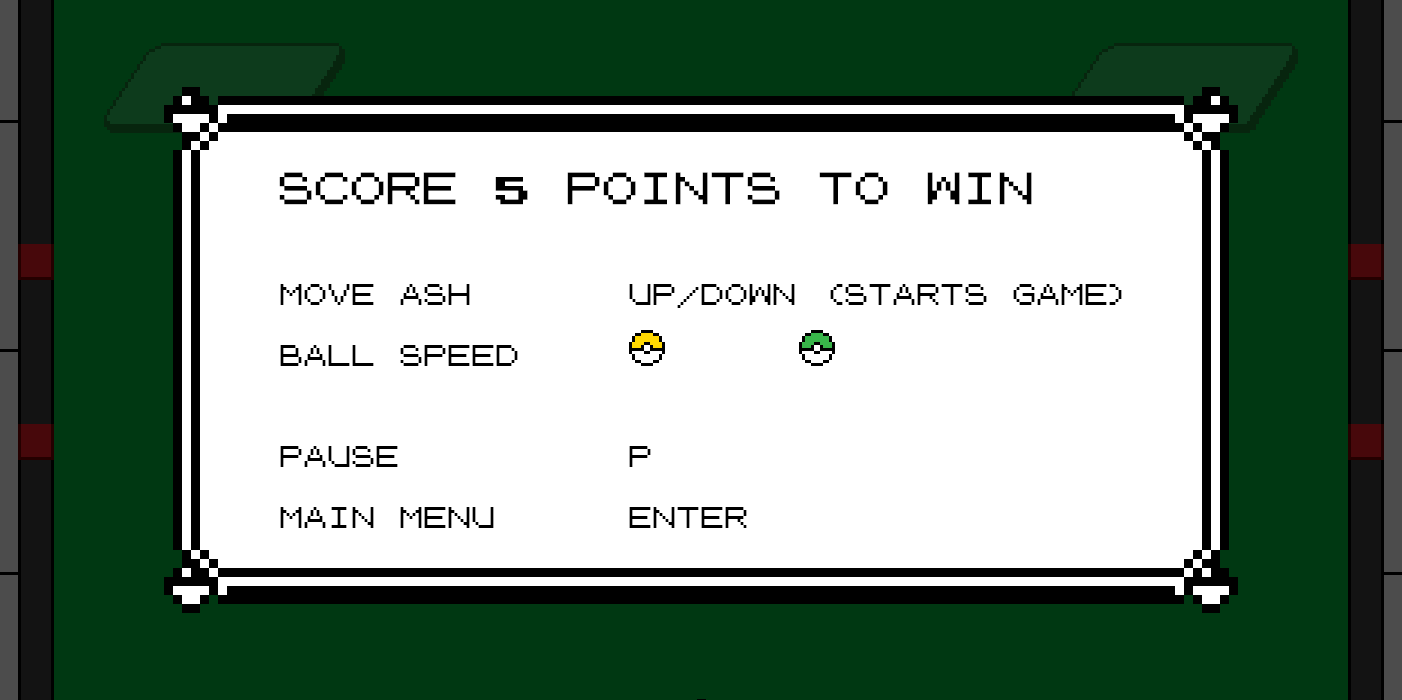 SCORE 5 POINTS TO WIN
MOVE ASH UP/DOWN (STARTS GAME)
BALL SPEED
PAUSE P
MAIN MENU ENTER